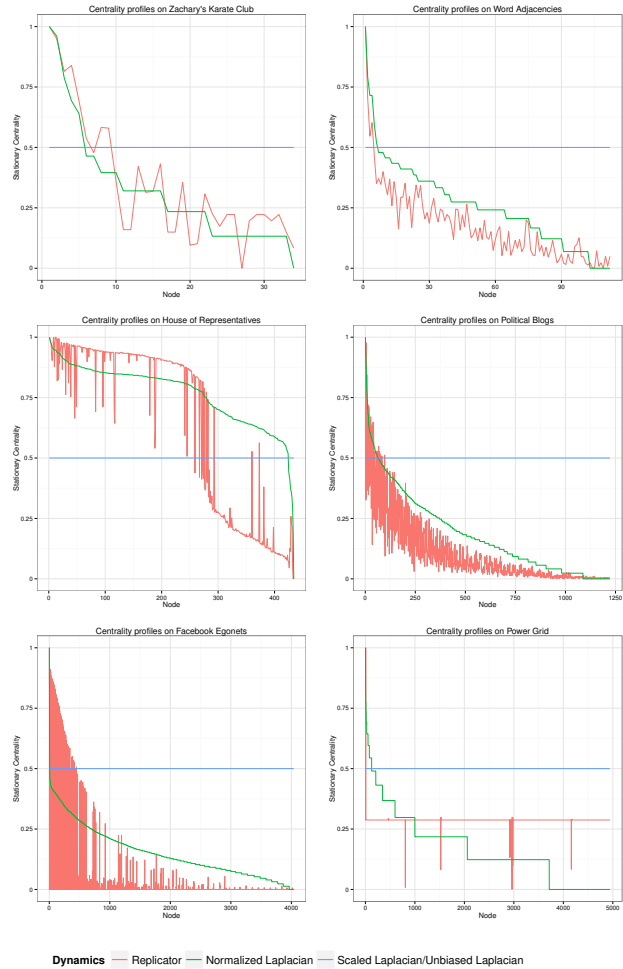 Centrality profiles on Zachary's Karate Club
1
0.75
0.5
0.25
0
Stationary Centrality
0 10 20 30
Node
Centrality profiles on Word Adjacencies
1
0.75
0.5
0.25
0
Stationary Centrality
0 30 60 90
Node
Centrality profiles on House of Representatives
1
0.75
0.5
0.25
0
Stationary Centrality
0 100 200 300 400
Node
Centrality profiles on Political Blogs
1
0.75
0.5
0.25
0
Stationary Centrality
0 250 500 750 1000 1250
Node
Centrality profiles on Facebook Egonets
1
0.75
0.5
0.25
0
Stationary Centrality
0 1000 2000 3000 4000
Node
Centrality profiles on Power Grid
1
0.75
0.5
0.25
0
Stationary Centrality
0 1000 2000 3000 4000 5000
Node
Dynamics Replicator Normalized Laplacian Scaled Laplacian/Unbiased Laplacian